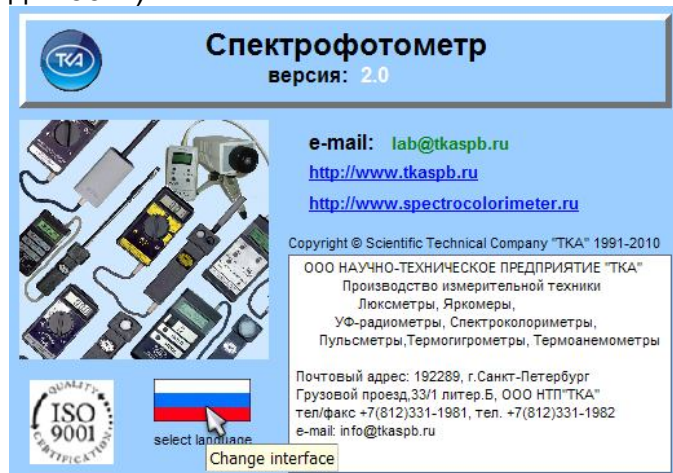 ТКА
Спектрофотометр
версия: 2.0
e-mail: lab@tkaspb.ru
http://www.tkaspb.ru
http://www.spectrocolorimeter.ru
Copyright © Scientific Technical Company "TKA" 1991-2010
ООО НАУЧНО-ТЕХНИЧЕСКОЕ ПРЕДПРИЯТИЕ "ТКА"
Производство измерительной техники
Люксметры, Яркомеры,
УФ-радиометры, Спектроколориметры,
Пульсметры,Термогигрометры, Термоанемометры
Почтовый адрес: 192289, г.Санкт-Петербург
Грузовой проезд,33/1 литер.Б, ООО НТП"ТКА"
тел/факс +7(812)331-1981, тел. +7(812)331-1982
e-mail: info@tkaspb.ru
QUALITY
ISO
9001
CERTIFICATION
select language
Change interface